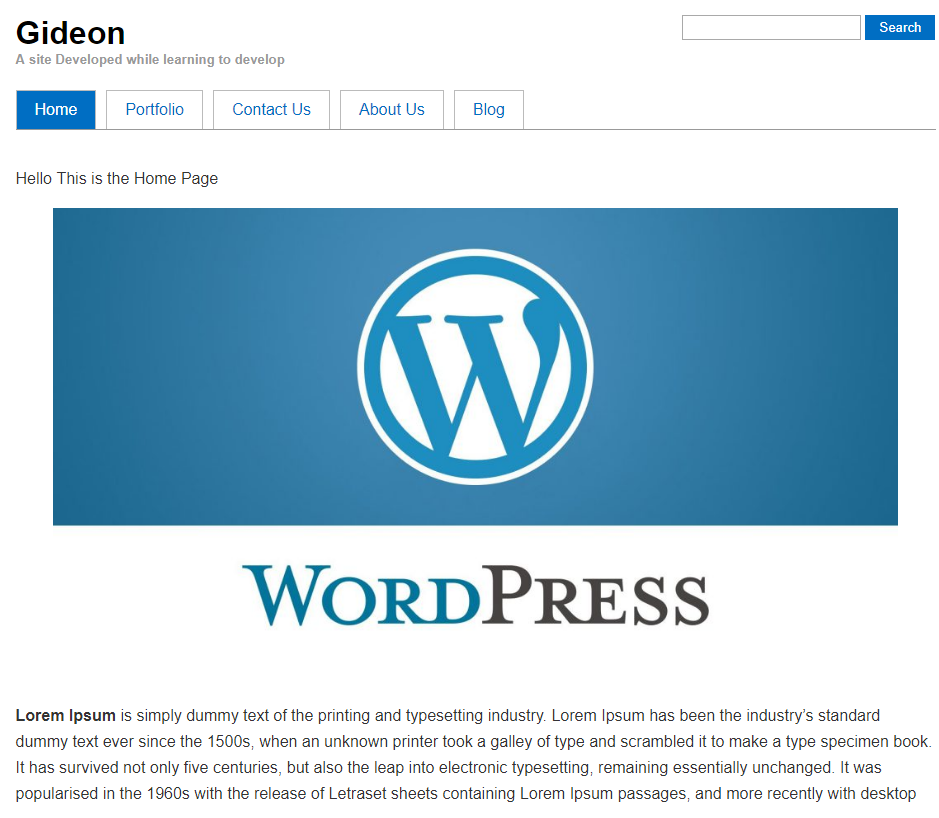 Gideon
Search
A site Developed while learning to develop
Home Portfolio Contact Us About Us Blog
Hello This is the Home Page
W
WORDPRESS
Lorem Ipsum is simply dummy text of the printing and typesetting industry. Lorem Ipsum has been the industry’s standard
dummy text ever since the 1500s, when an unknown printer took a galley of type and scrambled it to make a type specimen book.
It has survived not only five centuries, but also the leap into electronic typesetting, remaining essentially unchanged. It was
popularised in the 1960s with the release of Letraset sheets containing Lorem Ipsum passages, and more recently with desktop